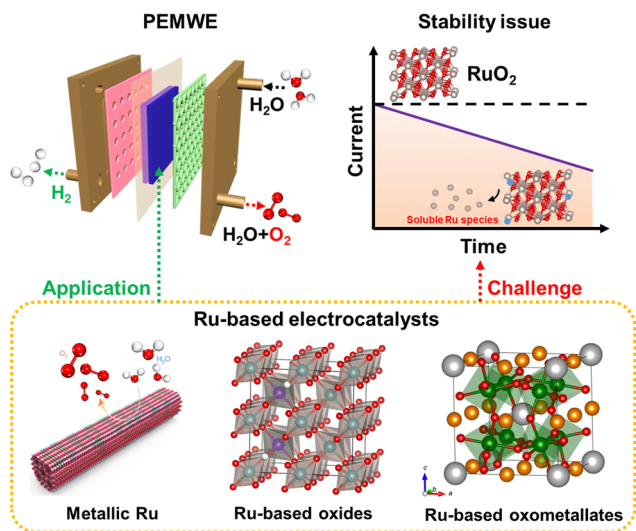 PEMWE
H₂O
H₂
H₂O+O₂
Stability issue
RuO₂
Current
Soluble Ru species
Time
Application
Challenge
Ru-based electrocatalysts
O₂
H₂O
Metallic Ru
Ru-based oxides
c
b
a
Ru-based oxometallates